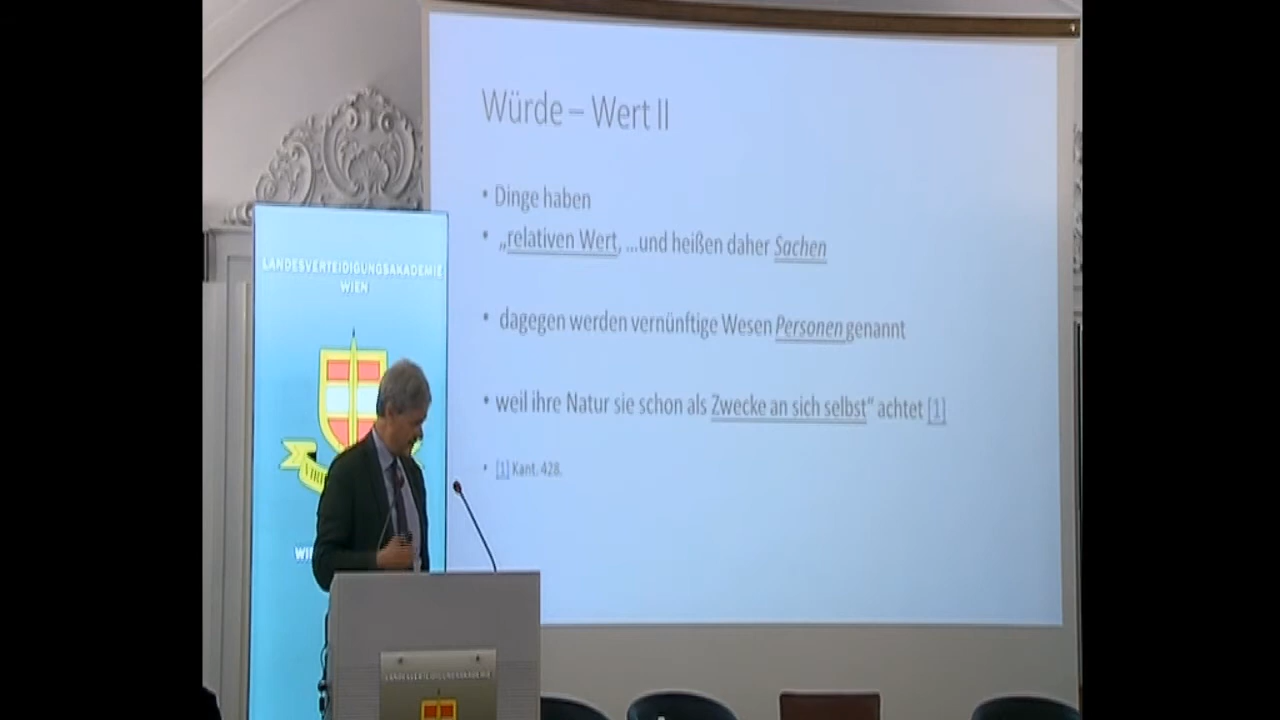 Würde – Wert II
• Dinge haben
• „relativen Wert, ...und heißen daher Sachen
• dagegen werden vernünftige Wesen Personen genannt
• weil ihre Natur sie schon als Zwecke an sich selbst“ achtet [1]
• [1] Kant. 428.
LANDESVERTEIDIGUNGSAKADEMIE
WIEN
LANDESVERTEIDIGUNGSAKADEMIE